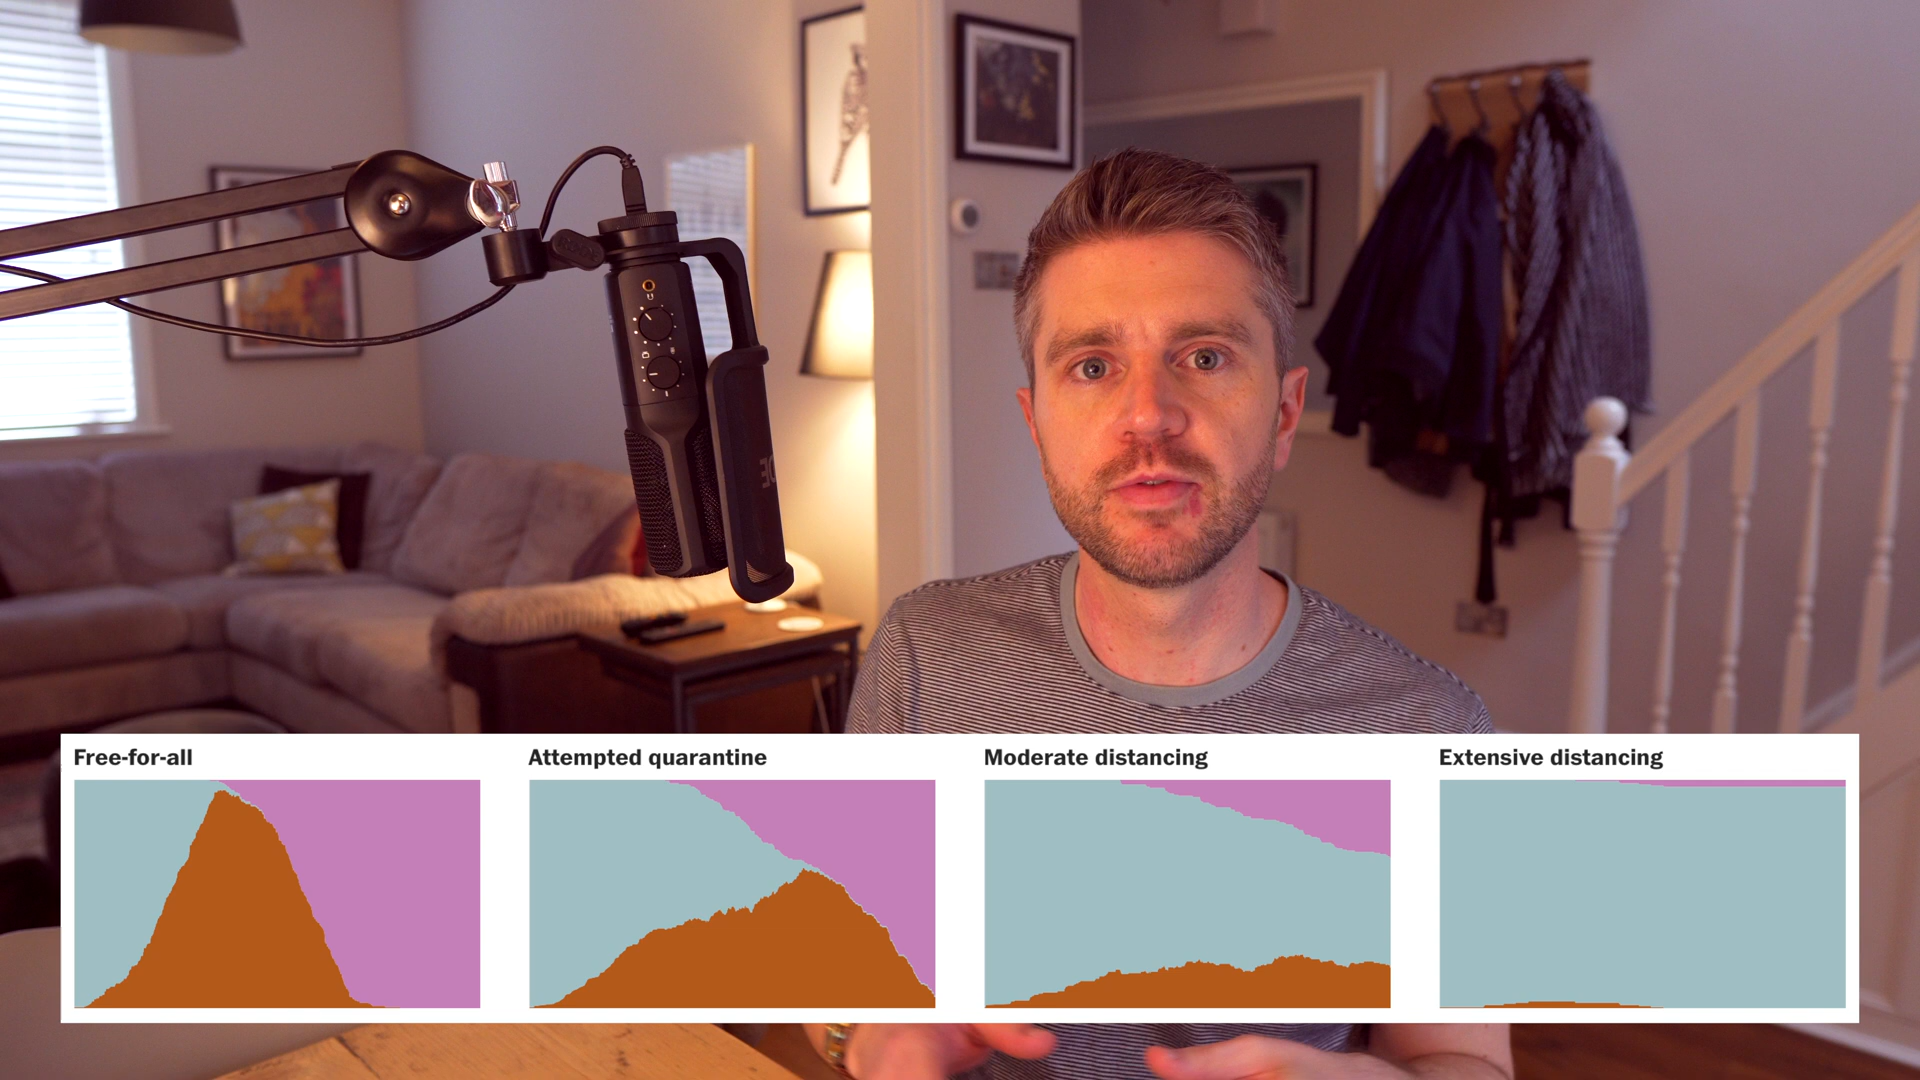 Free-for-all
Attempted quarantine
Moderate distancing
Extensive distancing